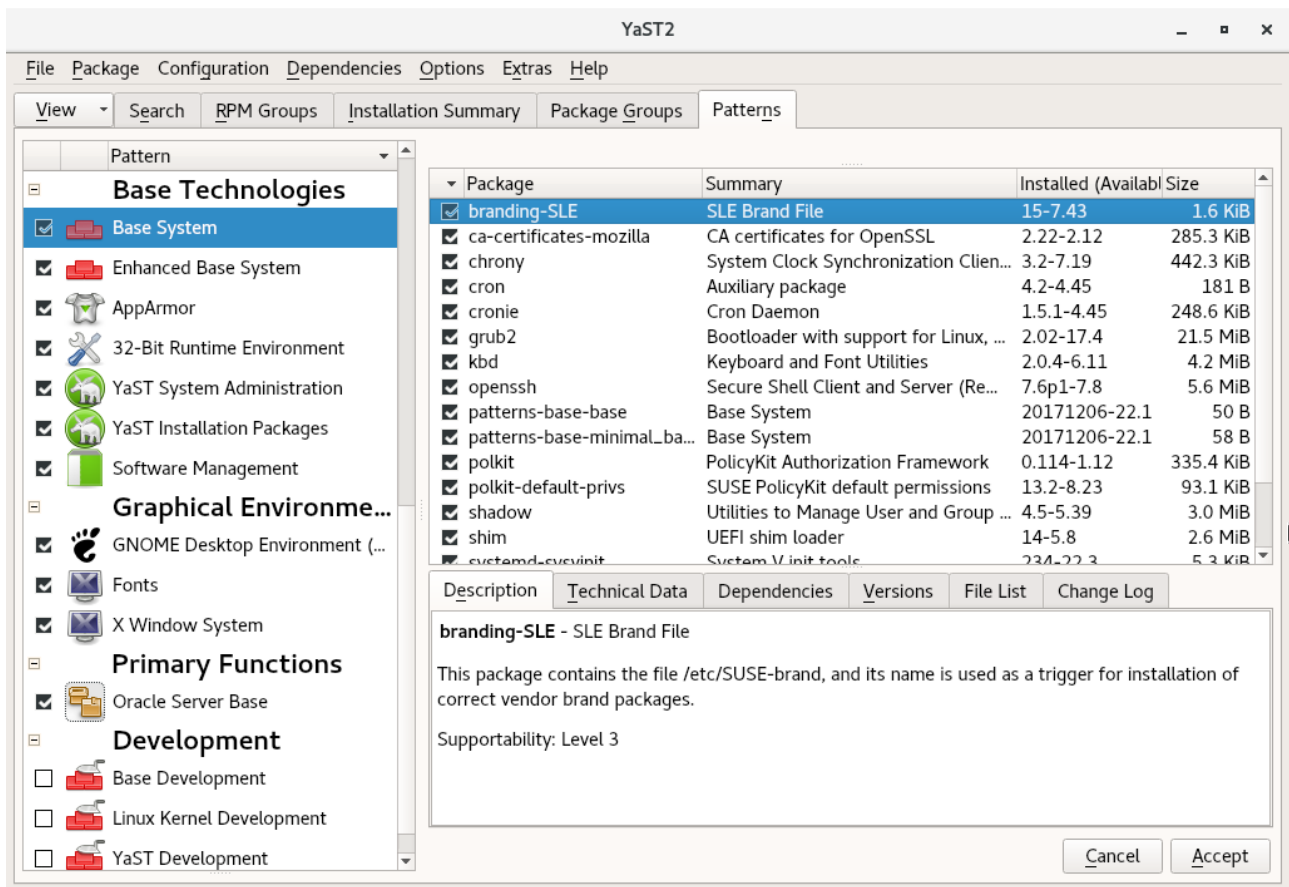 YaST2
File Package Configuration Dependencies Options Extras Help
View Search RPM Groups Installation Summary Package Groups Patterns
Pattern
Base Technologies
Base System
Enhanced Base System
AppArmor
32-Bit Runtime Environment
YaST System Administration
YaST Installation Packages
Software Management
Graphical Environme...
GNOME Desktop Environment (...
Fonts
X Window System
Primary Functions
Oracle Server Base
Development
Base Development
Linux Kernel Development
YaST Development
Package Summary Installed (Availabl Size
branding-SLE SLE Brand File 15-7.43 1.6 KiB
ca-certificates-mozilla CA certificates for OpenSSL 2.22-2.12 285.3 KiB
chrony System Clock Synchronization Clien... 3.2-7.19 442.3 KiB
cron Auxiliary package 4.2-4.45 181 B
cronie Cron Daemon 1.5.1-4.45 248.6 KiB
grub2 Bootloader with support for Linux, ... 2.02-17.4 21.5 MiB
kbd Keyboard and Font Utilities 2.0.4-6.11 4.2 MiB
openssh Secure Shell Client and Server (Re... 7.6p1-7.8 5.6 MiB
patterns-base-base Base System 20171206-22.1 50 B
patterns-base-minimal_ba... Base System 20171206-22.1 58 B
polkit PolicyKit Authorization Framework 0.114-1.12 335.4 KiB
polkit-default-privs SUSE PolicyKit default permissions 13.2-8.23 93.1 KiB
shadow Utilities to Manage User and Group ... 4.5-5.39 3.0 MiB
shim UEFI shim loader 14-5.8 2.6 MiB
systemd-sysvinit System V init tools 234-22.3 5.3 KiB
Description Technical Data Dependencies Versions File List Change Log
branding-SLE - SLE Brand File
This package contains the file /etc/SUSE-brand, and its name is used as a trigger for installation of
correct vendor brand packages.
Supportability: Level 3
Cancel Accept